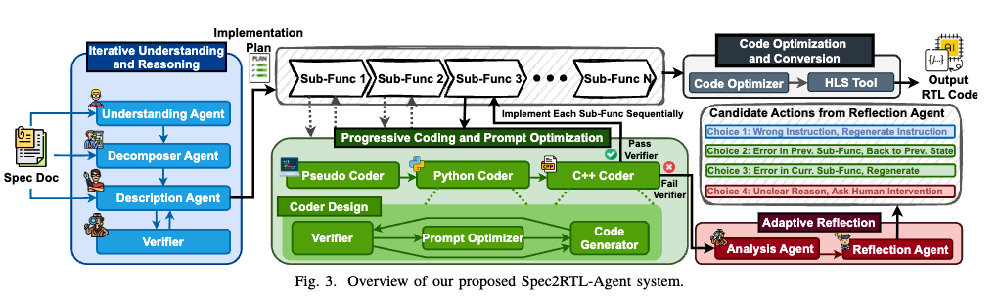 Iterative Understanding
and Reasoning
Understanding Agent
Decomposer Agent
Description Agent
Verifier
Spec Doc
Implementation
Plan
PLAN
Sub-Func 1
Sub-Func 2
Sub-Func 3
Sub-Func N
Implement Each Sub-Func Sequentially
Progressive Coding and Prompt Optimization
Pass
Verifier
Pseudo Coder
Python Coder
CPP
C++ Coder
Fail
Verifier
Coder Design
Verifier
Prompt Optimizer
Code
Generator
Code Optimization
and Conversion
Code Optimizer
HLS Tool
AI
{/...}
Output
RTL Code
Candidate Actions from Reflection Agent
Choice 1: Wrong Instruction, Regenerate Instruction
Choice 2: Error in Prev. Sub-Func, Back to Prev. State
Choice 3: Error in Curr. Sub-Func, Regenerate
Choice 4: Unclear Reason, Ask Human Intervention
Adaptive Reflection
Analysis Agent
Reflection Agent
Fig. 3. Overview of our proposed Spec2RTL-Agent system.